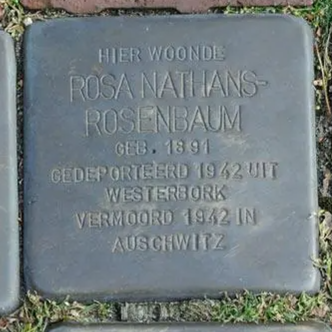 HIER WOONDE
ROSA NATHANS-
ROSENBAUM
GEB. 1891
GEDEPORTEERD 1942 UIT
WESTERBORK
VERMOORD 1942 IN
AUSCHWITZ